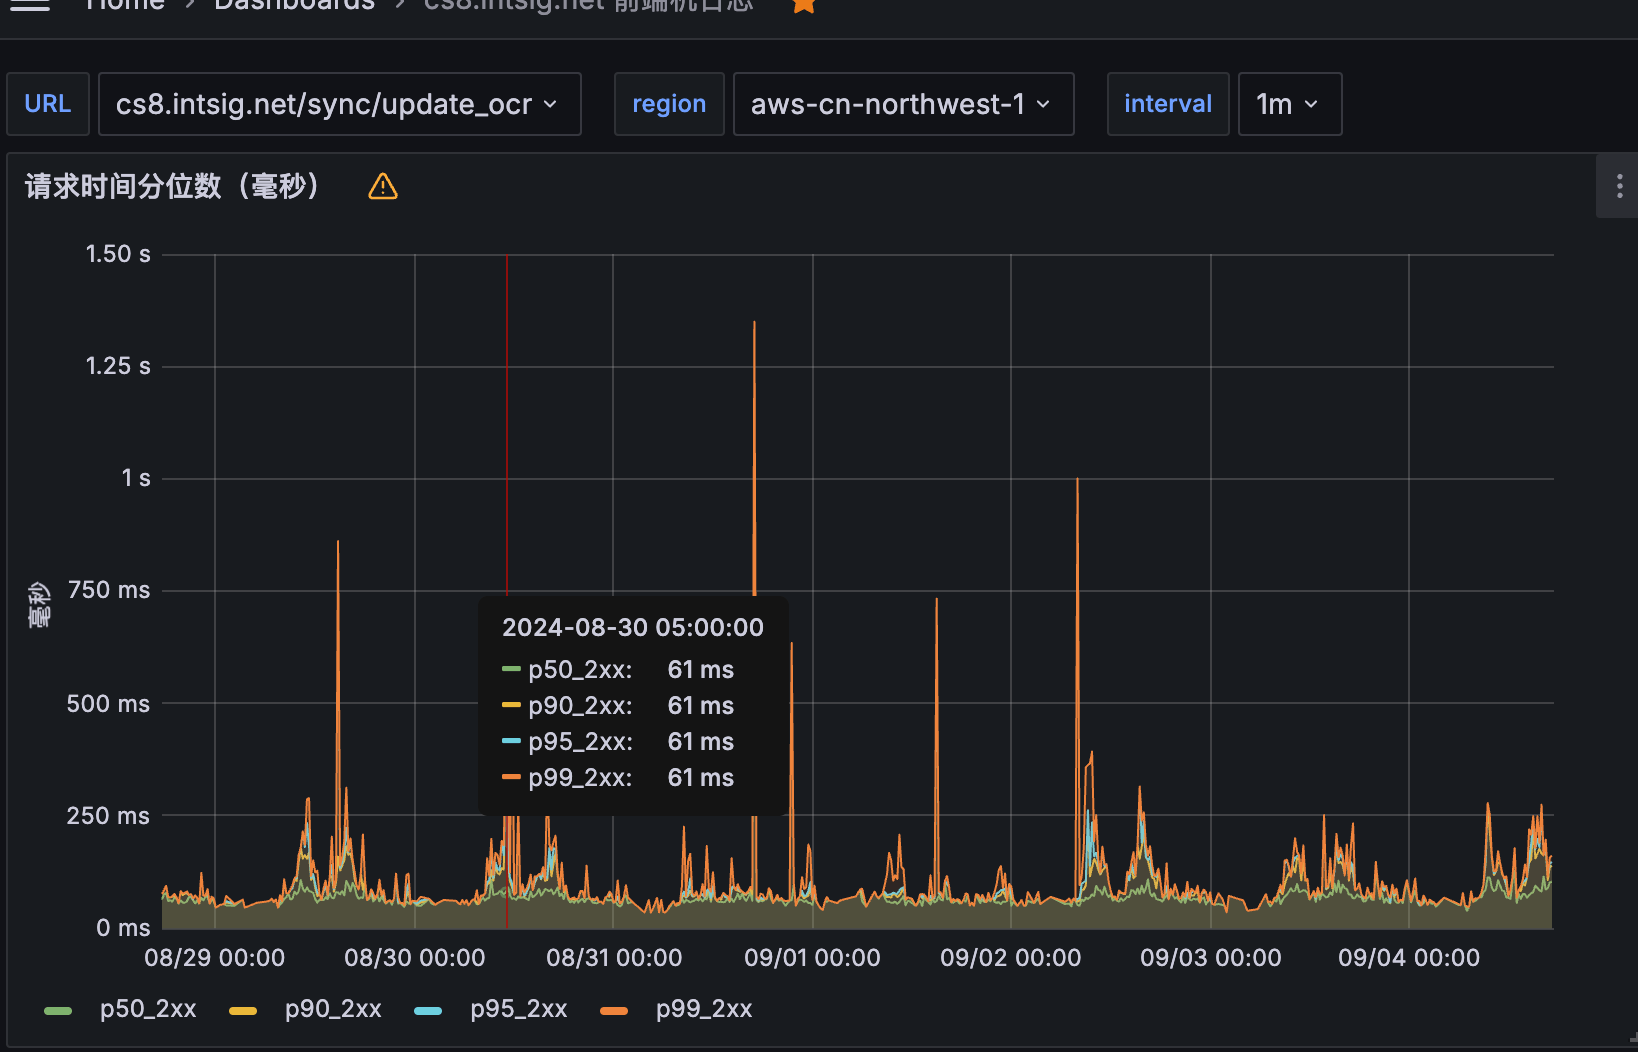 Home › Dashboards › cs8.intsig.net 前端机日志
URL cs8.intsig.net/sync/update_ocr region aws-cn-northwest-1 interval 1m
请求时间分位数（毫秒）
毫秒
1.50 s
1.25 s
1 s
750 ms
500 ms
250 ms
0 ms
2024-08-30 05:00:00
p50_2xx: 61 ms
p90_2xx: 61 ms
p95_2xx: 61 ms
p99_2xx: 61 ms
08/29 00:00 08/30 00:00 08/31 00:00 09/01 00:00 09/02 00:00 09/03 00:00 09/04 00:00
p50_2xx p90_2xx p95_2xx p99_2xx